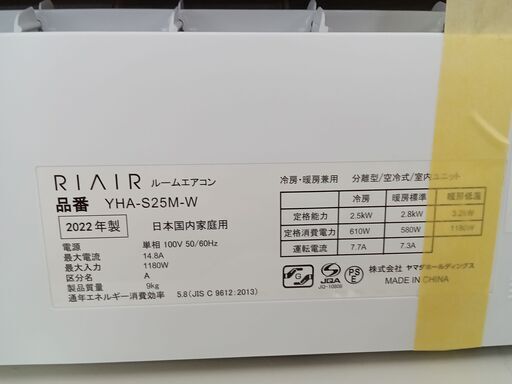 RIAIR ルームエアコン
品番 YHA-S25M-W
2022年製 日本国内家庭用
電源 単相 100V 50/60Hz
最大電流 14.8A
最大入力 1180W
区分名 A
製品質量 9kg
通年エネルギー消費効率 5.8(JIS C 9612:2013)
冷房・暖房兼用 分離型/空冷式/室内ユニット
冷房 暖房標準 暖房低温
定格能力 2.5kW 2.8kW 3.2kW
定格消費電力 610W 580W 1180W
運転電流 7.7A 7.3A
G JQA PSE 株式会社 ヤマダホールディングス
JQ-1080B MADE IN CHINA